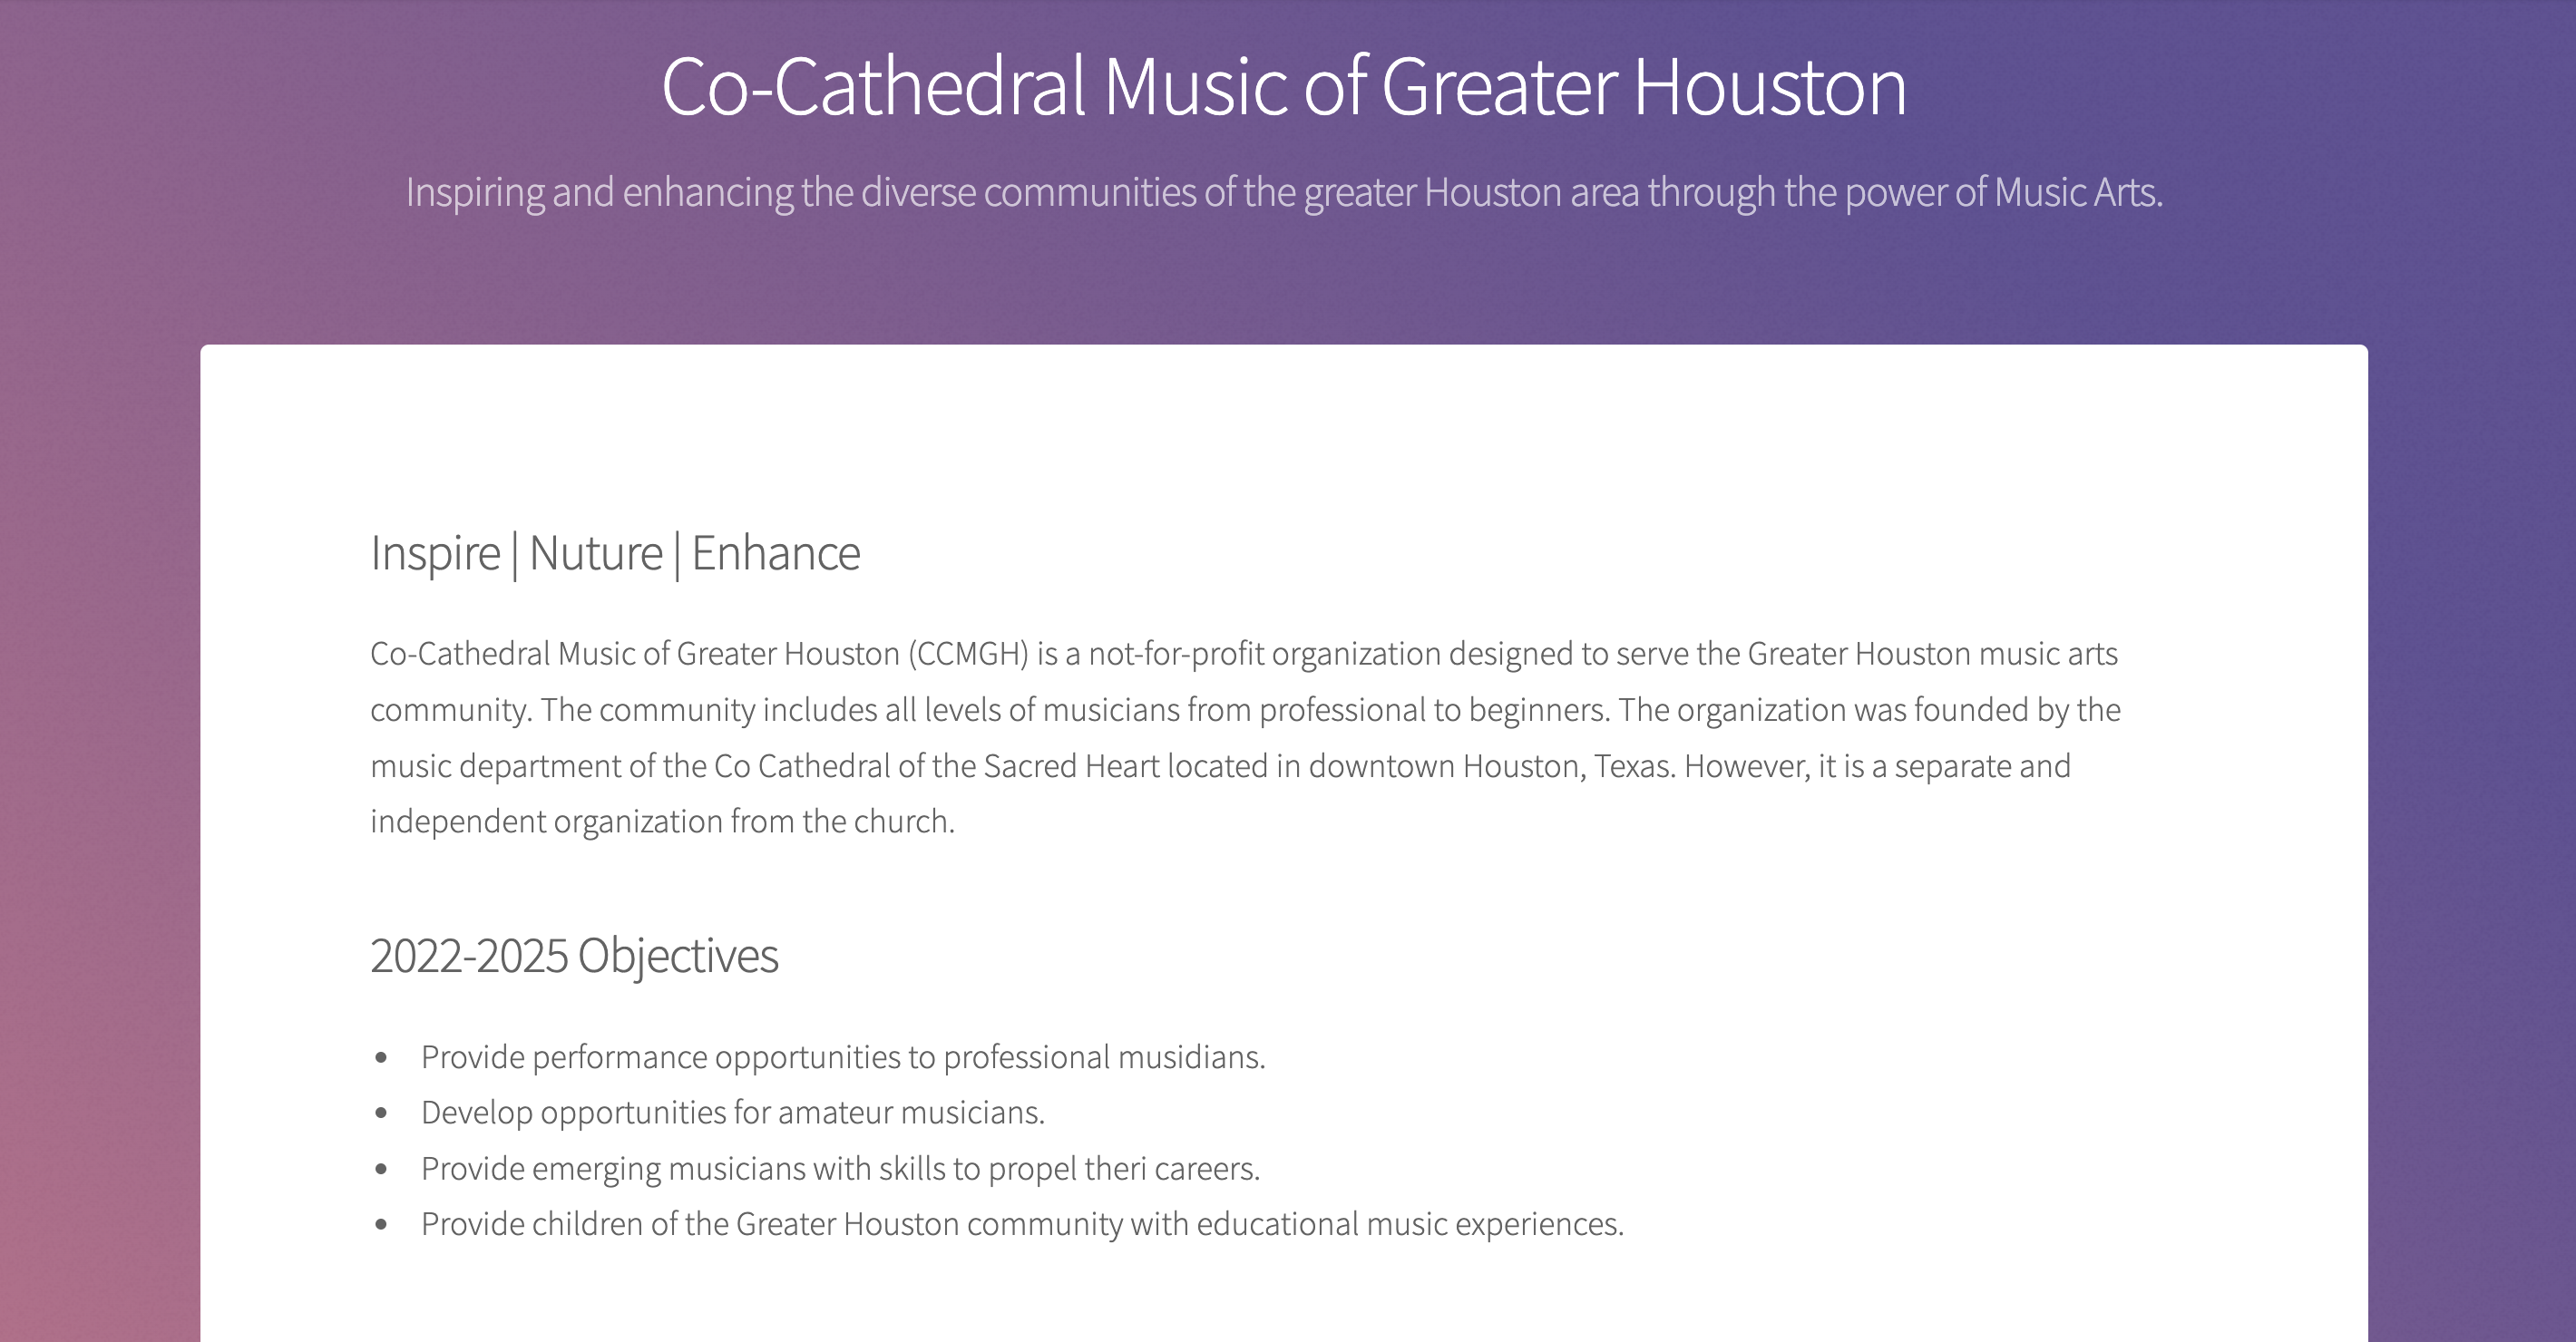 Co-Cathedral Music of Greater Houston
Inspiring and enhancing the diverse communities of the greater Houston area through the power of Music Arts.
Inspire | Nuture | Enhance
Co-Cathedral Music of Greater Houston (CCMGH) is a not-for-profit organization designed to serve the Greater Houston music arts
community. The community includes all levels of musicians from professional to beginners. The organization was founded by the
music department of the Co Cathedral of the Sacred Heart located in downtown Houston, Texas. However, it is a separate and
independent organization from the church.
2022-2025 Objectives
• Provide performance opportunities to professional musidians.
• Develop opportunities for amateur musicians.
• Provide emerging musicians with skills to propel theri careers.
• Provide children of the Greater Houston community with educational music experiences.